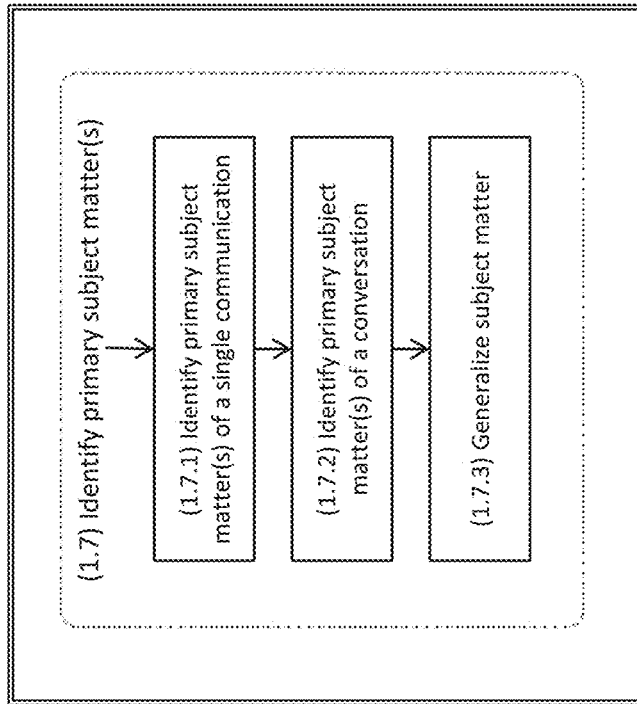 (1.7) Identify primary subject matter(s)
(1.7.1) Identify primary subject
matter(s) of a single communication
(1.7.2) Identify primary subject
matter(s) of a conversation
(1.7.3) Generalize subject matter